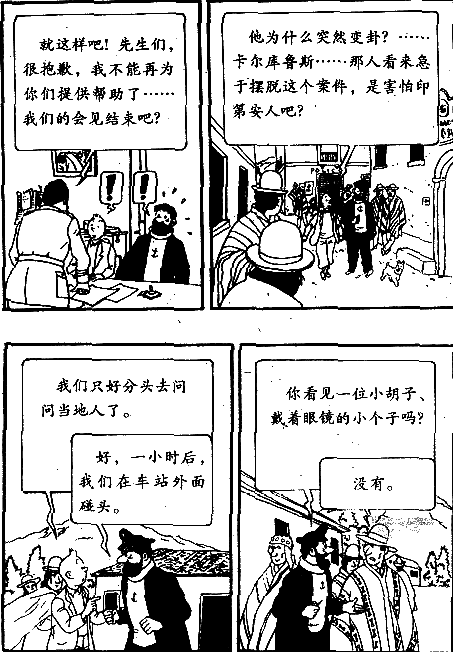 就这样吧！先生们，
很抱歉，我不能再为
你们提供帮助了……
我们的会见结束吧？
！
！
他为什么突然变卦？……
卡尔库鲁斯……那人看来急
于摆脱这个案件，是害怕印
第安人吧？
我们只好分头去问
问当地人了。
好，一小时后，
我们在车站外面
碰头。
你看见一位小胡子、
戴着眼镜的小个子吗？
没有。